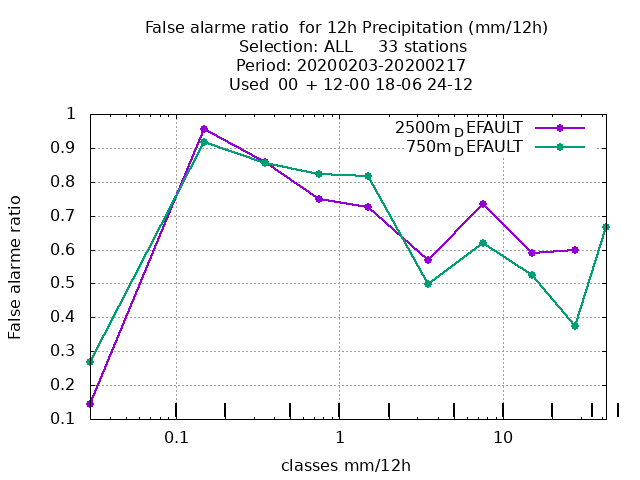 False alarme ratio  for 12h Precipitation (mm/12h)
Selection: ALL     33 stations
Period: 20200203-20200217
Used  00  + 12-00 18-06 24-12
2500m_DEFAULT
750m_DEFAULT
1
0.9
0.8
0.7
0.6
0.5
0.4
0.3
0.2
0.1
False alarme ratio
0.1 1 10
classes mm/12h